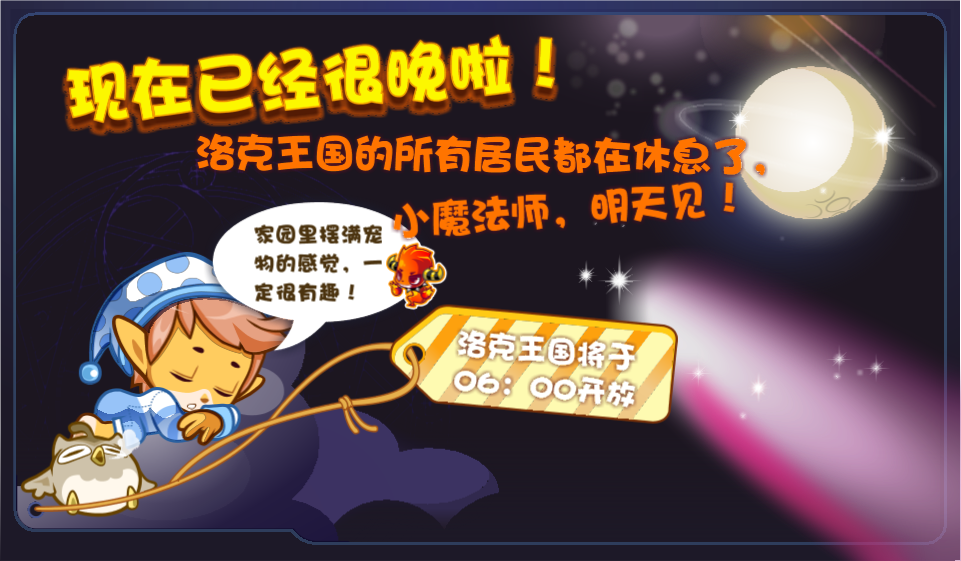 现在已经很晚啦！
洛克王国的所有居民都在休息了，
小魔法师，明天见！
家园里摆满宠
物的感觉，一
定很有趣！
洛克王国将于
06：00开放